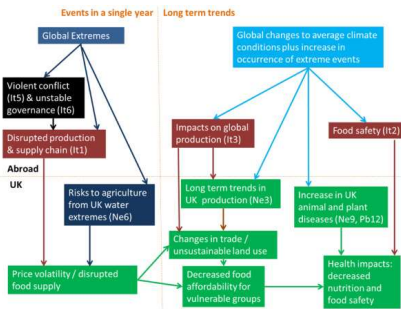 Events in a single year
Long term trends
Global Extremes
Global changes to average climate
conditions plus increase in
occurrence of extreme events
Violent conflict
(It5) & unstable
governance (It6)
Disrupted production
& supply chain (It1)
Impacts on global
production (It3)
Food safety (It2)
Abroad
UK
Risks to agriculture
from UK water
extremes (Ne6)
Long term trends in
UK production (Ne3)
Increase in UK
animal and plant
diseases (Ne9, Pb12)
Changes in trade /
unsustainable land use
Price volatility / disrupted
food supply
Decreased food
affordability for
vulnerable groups
Health impacts:
decreased
nutrition and
food safety